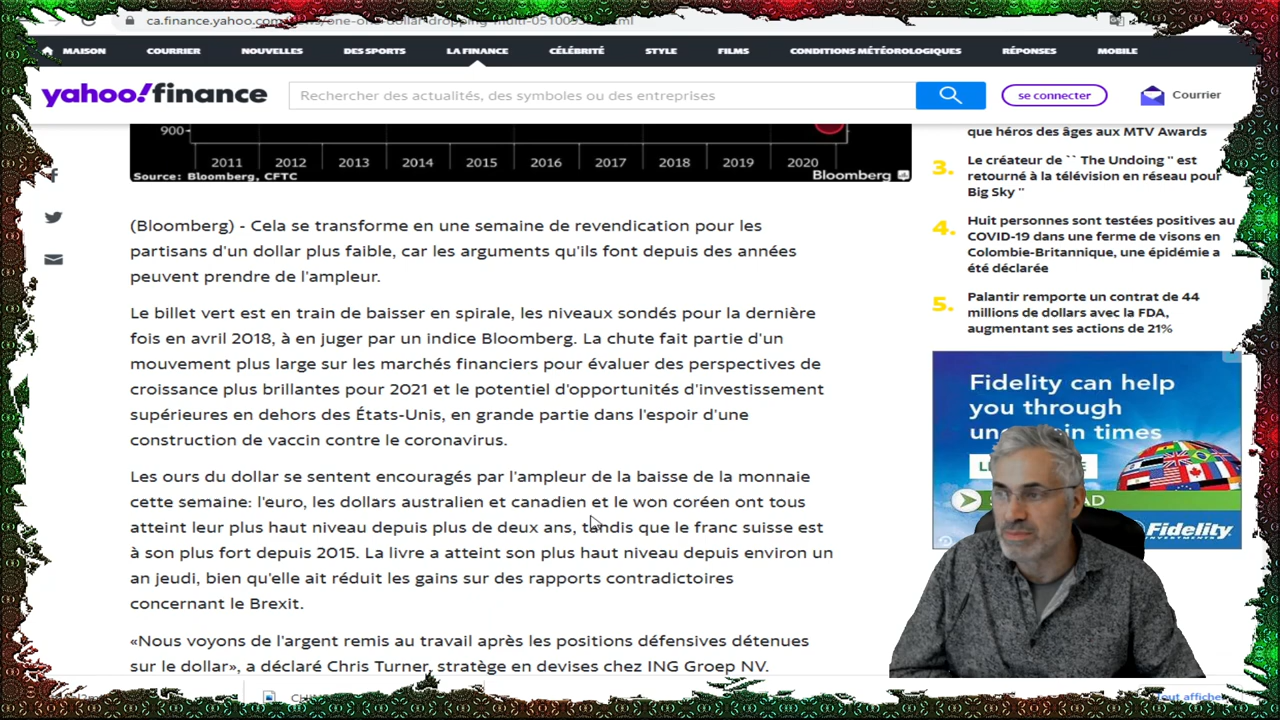 ca.finance.yahoo.com
MAISON COURRIER NOUVELLES DES SPORTS LA FINANCE CÉLÉBRITÉ STYLE FILMS CONDITIONS MÉTÉOROLOGIQUES RÉPONSES MOBILE
yahoo!finance
Rechercher des actualités, des symboles ou des entreprises
se connecter
Courrier
900
2011 2012 2013 2014 2015 2016 2017 2018 2019 2020
Source: Bloomberg, CFTC
Bloomberg
(Bloomberg) - Cela se transforme en une semaine de revendication pour les
partisans d'un dollar plus faible, car les arguments qu'ils font depuis des années
peuvent prendre de l'ampleur.
Le billet vert est en train de baisser en spirale, les niveaux sondés pour la dernière
fois en avril 2018, à en juger par un indice Bloomberg. La chute fait partie d'un
mouvement plus large sur les marchés financiers pour évaluer des perspectives de
croissance plus brillantes pour 2021 et le potentiel d'opportunités d'investissement
supérieures en dehors des États-Unis, en grande partie dans l'espoir d'une
construction de vaccin contre le coronavirus.
Les ours du dollar se sentent encouragés par l'ampleur de la baisse de la monnaie
cette semaine: l'euro, les dollars australien et canadien et le won coréen ont tous
atteint leur plus haut niveau depuis plus de deux ans, tandis que le franc suisse est
à son plus fort depuis 2015. La livre a atteint son plus haut niveau depuis environ un
an jeudi, bien qu'elle ait réduit les gains sur des rapports contradictoires
concernant le Brexit.
«Nous voyons de l'argent remis au travail après les positions défensives détenues
sur le dollar», a déclaré Chris Turner, stratège en devises chez ING Groep NV.
que héros des âges aux MTV Awards
3. Le créateur de `` The Undoing '' est
retourné à la télévision en réseau pour
Big Sky ''
4. Huit personnes sont testées positives au
COVID-19 dans une ferme de visons en
Colombie-Britannique, une épidémie a
été déclarée
5. Palantir remporte un contrat de 44
millions de dollars avec la FDA,
augmentant ses actions de 21%
Fidelity can help
you through
times
AD
Fidelity
INVESTMENTS
tout affiche